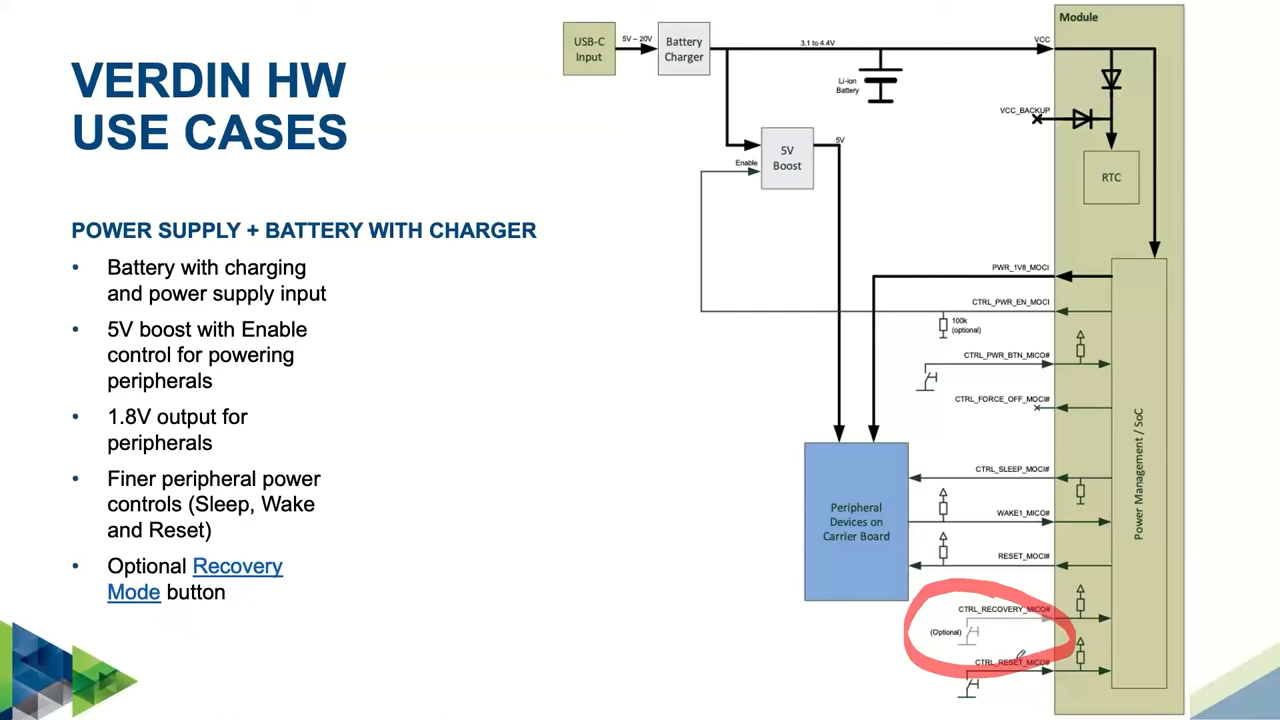 VERDIN HW
USE CASES
POWER SUPPLY + BATTERY WITH CHARGER
• Battery with charging
and power supply input
• 5V boost with Enable
control for powering
peripherals
• 1.8V output for
peripherals
• Finer peripheral power
controls (Sleep, Wake
and Reset)
• Optional Recovery
Mode button
Module
USB-C
Input
5V – 20V
Battery
Charger
3.1 to 4.4V
VCC
Li-ion
Battery
VCC_BACKUP
5V
Boost
5V
Enable
RTC
PWR_1V8_MOCI
CTRL_PWR_EN_MOCI
100k
(optional)
CTRL_PWR_BTN_MICO#
CTRL_FORCE_OFF_MOCI#
CTRL_SLEEP_MOCI#
WAKE1_MICO#
RESET_MOCI#
CTRL_RECOVERY_MICO#
(Optional)
CTRL_RESET_MICO#
Peripheral
Devices on
Carrier Board
Power Management / SoC